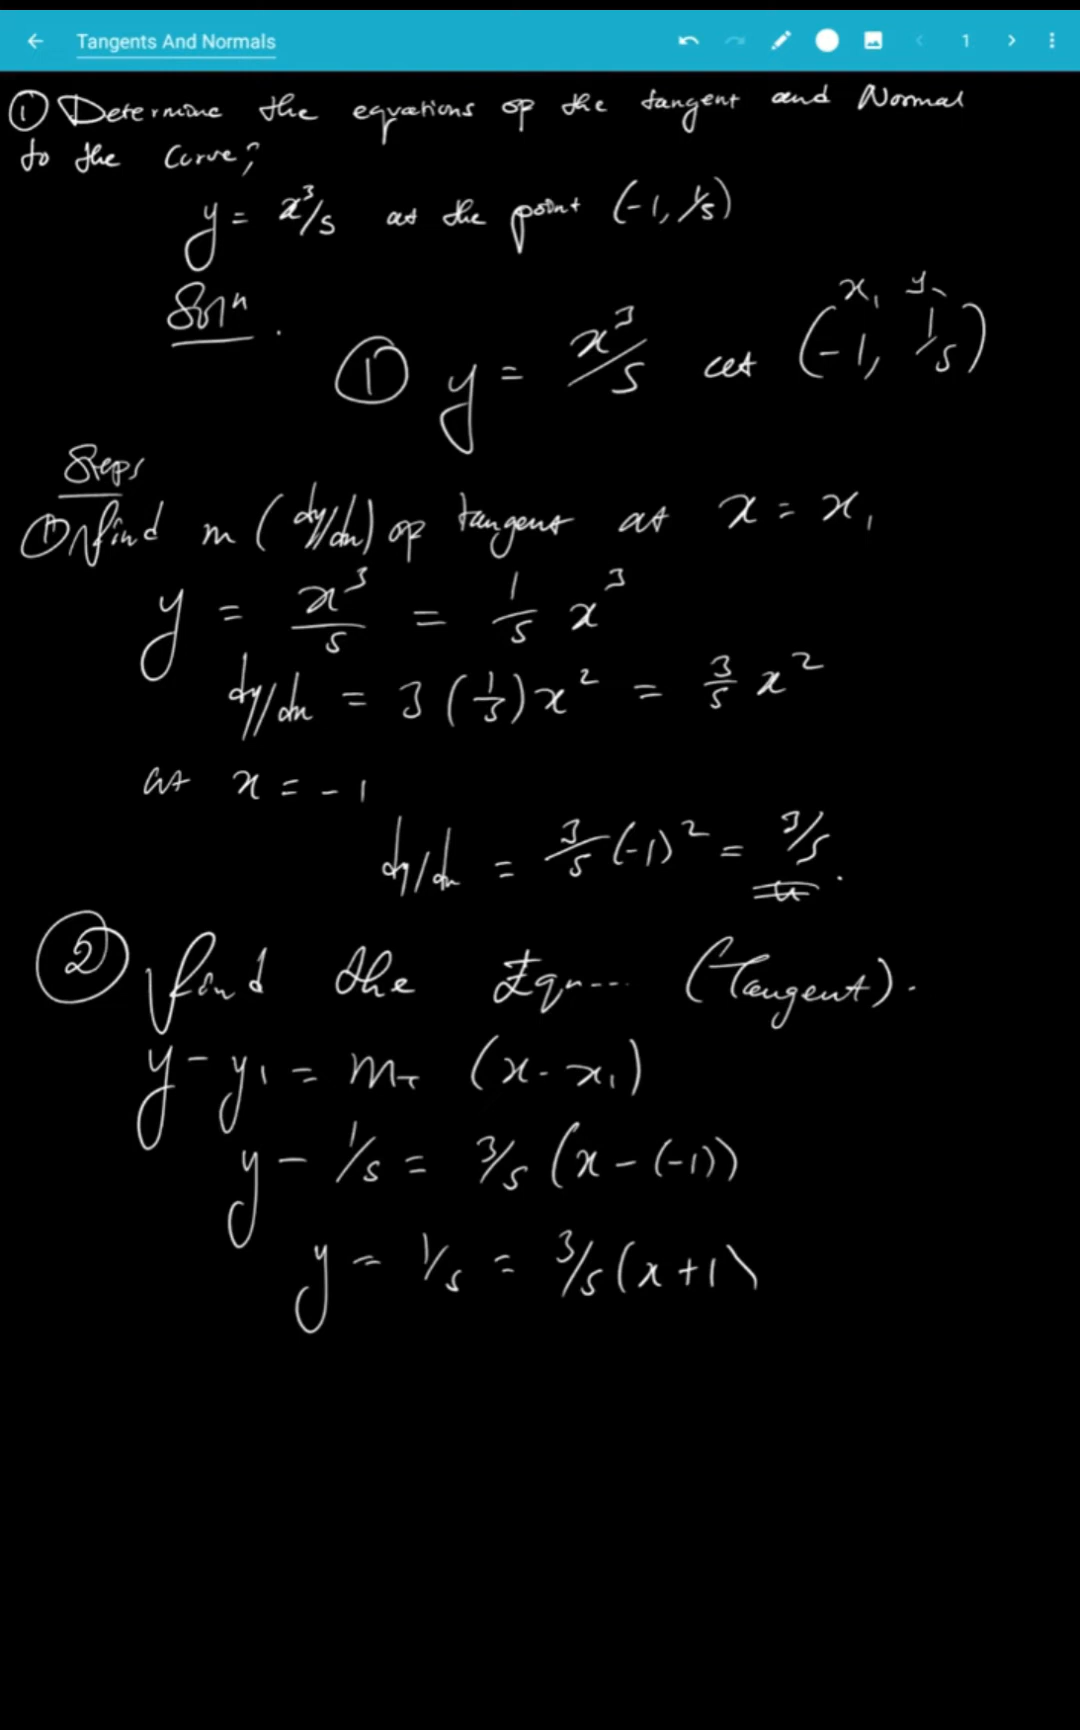 Tangents And Normals
1
① Determine the equations of the tangent and Normal
to the Curve;
y = x³/5 at the point (-1, 1/5)
Solⁿ.
x₁ y₁
① y = x³/5 at (-1, 1/5)
Steps
① find m (dy/dx) of tangent at x = x₁
y = x³/5 = 1/5 x³
dy/dx = 3(1/5)x² = 3/5 x²
at x = -1
dy/dx = 3/5(-1)² = 3/5.
② find the Eqn... (Tangent).
y - y₁ = m_T (x - x₁)
y - 1/5 = 3/5 (x - (-1))
y = 1/5 = 3/5(x+1)